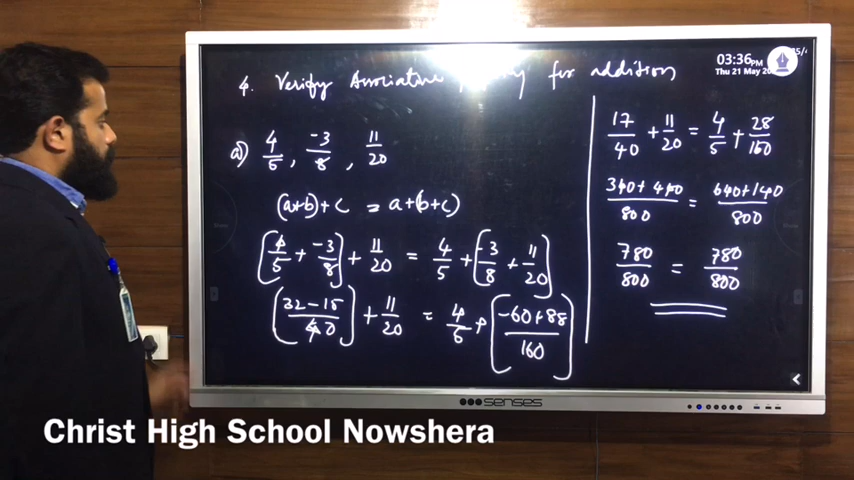 4. Verify Associative for addition
03:36PM
Thu 21 May
a) 4/5, -3/8, 11/20
(a+b)+c = a+(b+c)
[4/5 + -3/8] + 11/20 = 4/5 + [-3/8 + 11/20]
[32-15/40] + 11/20 = 4/5 + [-60+88/160]
17/40 + 11/20 = 4/5 + 28/160
340+440/800 = 640+140/800
780/800 = 780/800
senses
Christ High School Nowshera